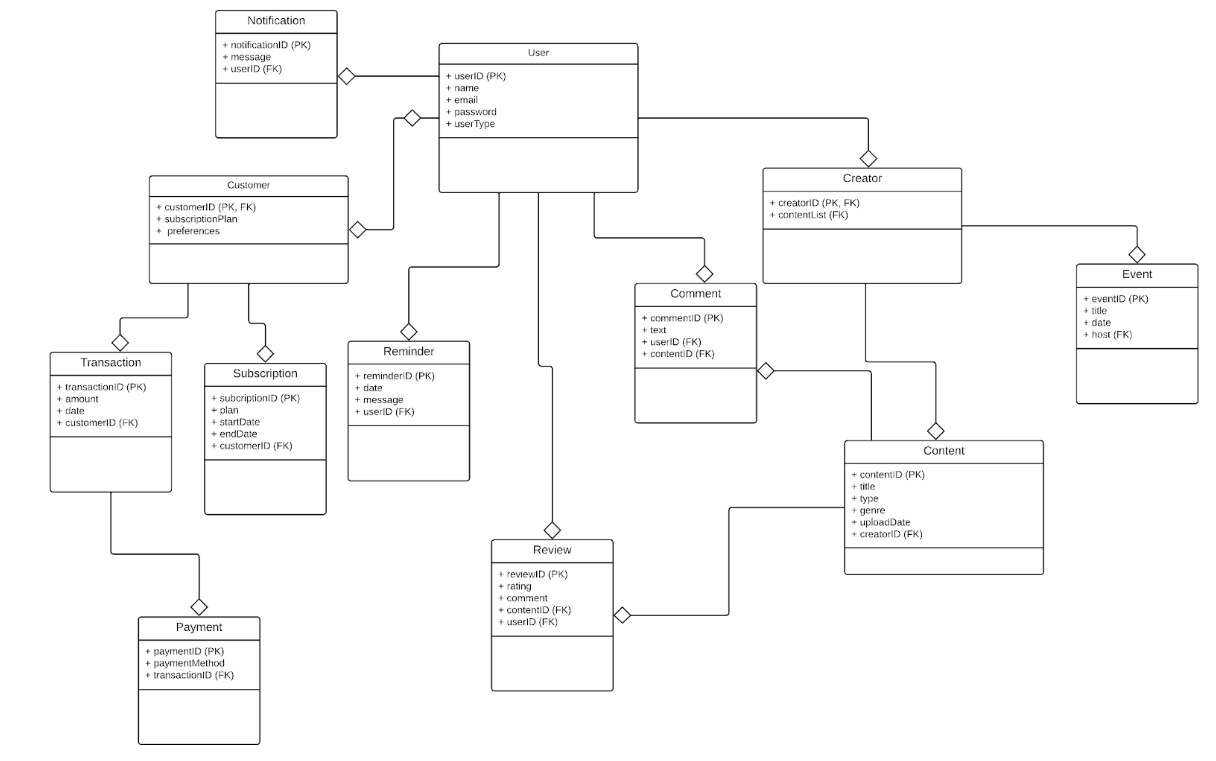 Notification
+ notificationID (PK)
+ message
+ userID (FK)
User
+ userID (PK)
+ name
+ email
+ password
+ userType
Customer
+ customerID (PK, FK)
+ subscriptionPlan
+ preferences
Creator
+ creatorID (PK, FK)
+ contentList (FK)
Event
+ eventID (PK)
+ title
+ date
+ host (FK)
Comment
+ commentID (PK)
+ text
+ userID (FK)
+ contentID (FK)
Transaction
+ transactionID (PK)
+ amount
+ date
+ customerID (FK)
Subscription
+ subcriptionID (PK)
+ plan
+ startDate
+ endDate
+ customerID (FK)
Reminder
+ reminderID (PK)
+ date
+ message
+ userID (FK)
Content
+ contentID (PK)
+ title
+ type
+ genre
+ uploadDate
+ creatorID (FK)
Review
+ reviewID (PK)
+ rating
+ comment
+ contentID (FK)
+ userID (FK)
Payment
+ paymentID (PK)
+ paymentMethod
+ transactionID (FK)